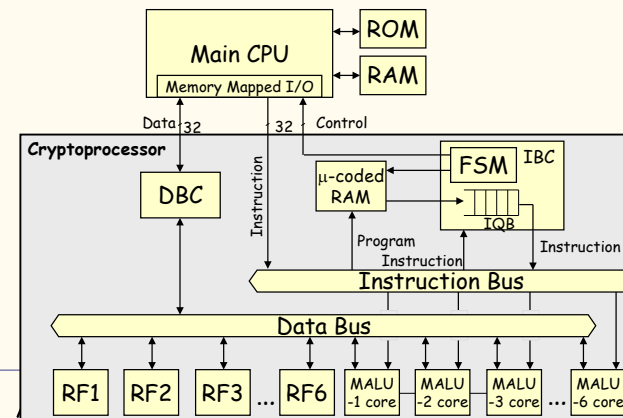 Main CPU
ROM
Memory Mapped I/O
RAM
Data 32
32
Control
Cryptoprocessor
FSM
IBC
DBC
Instruction
μ-coded
RAM
IQB
Program
Instruction
Instruction
Instruction Bus
Data Bus
RF1
RF2
RF3
...
RF6
MALU
-1 core
MALU
-2 core
MALU
-3 core
...
MALU
-6 core